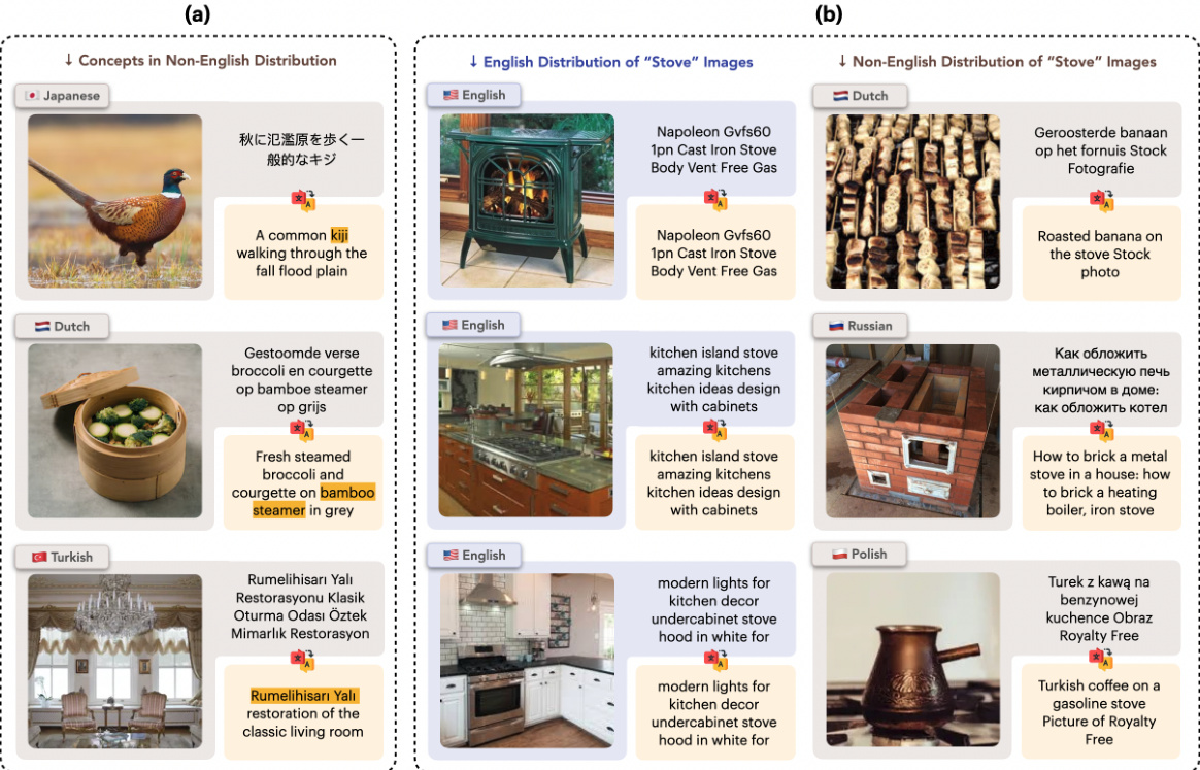 (a)
↓ Concepts in Non-English Distribution
Japanese
秋に氾濫原を歩く一
般的なキジ
A common kiji
walking through the
fall flood plain
Dutch
Gestoomde verse
broccoli en courgette
op bamboe steamer
op grijs
Fresh steamed
broccoli and
courgette on bamboo
steamer in grey
Turkish
Rumelihisarı Yalı
Restorasyonu Klasik
Oturma Odası Öztek
Mimarlık Restorasyon
Rumelihisarı Yalı
restoration of the
classic living room
(b)
↓ English Distribution of “Stove” Images
English
Napoleon Gvfs60
1pn Cast Iron Stove
Body Vent Free Gas
Napoleon Gvfs60
1pn Cast Iron Stove
Body Vent Free Gas
English
kitchen island stove
amazing kitchens
kitchen ideas design
with cabinets
kitchen island stove
amazing kitchens
kitchen ideas design
with cabinets
English
modern lights for
kitchen decor
undercabinet stove
hood in white for
modern lights for
kitchen decor
undercabinet stove
hood in white for
↓ Non-English Distribution of “Stove” Images
Dutch
Geroosterde banaan
op het fornuis Stock
Fotografie
Roasted banana on
the stove Stock
photo
Russian
Как обложить
металлическую печь
кирпичом в доме:
как обложить котел
How to brick a metal
stove in a house: how
to brick a heating
boiler, iron stove
Polish
Turek z kawą na
benzynowej
kuchence Obraz
Royalty Free
Turkish coffee on a
gasoline stove
Picture of Royalty
Free